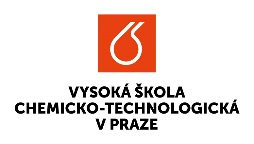 VYSOKÁ ŠKOLA
CHEMICKO-TECHNOLOGICKÁ
V PRAZE